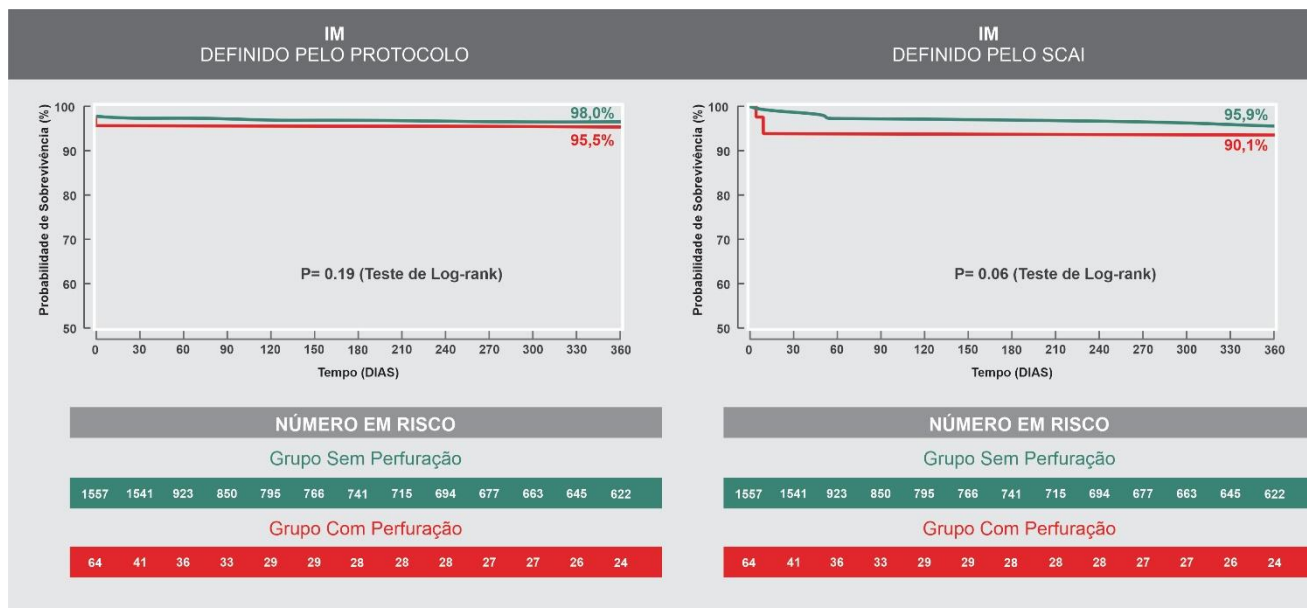 IM
DEFINIDO PELO PROTOCOLO
Probabilidade de Sobrevivência (%)
100
90
80
70
60
50
98,0%
95,5%
P= 0.19 (Teste de Log-rank)
0 30 60 90 120 150 180 210 240 270 300 330 360
Tempo (DIAS)
NÚMERO EM RISCO
Grupo Sem Perfuração
1557 1541 923 850 795 766 741 715 694 677 663 645 622
Grupo Com Perfuração
64 41 36 33 29 29 28 28 28 27 27 26 24
IM
DEFINIDO PELO SCAI
Probabilidade de Sobrevivência (%)
100
90
80
70
60
50
95,9%
90,1%
P= 0.06 (Teste de Log-rank)
0 30 60 90 120 150 180 210 240 270 300 330 360
Tempo (DIAS)
NÚMERO EM RISCO
Grupo Sem Perfuração
1557 1541 923 850 795 766 741 715 694 677 663 645 622
Grupo Com Perfuração
64 41 36 33 29 29 28 28 28 27 27 26 24